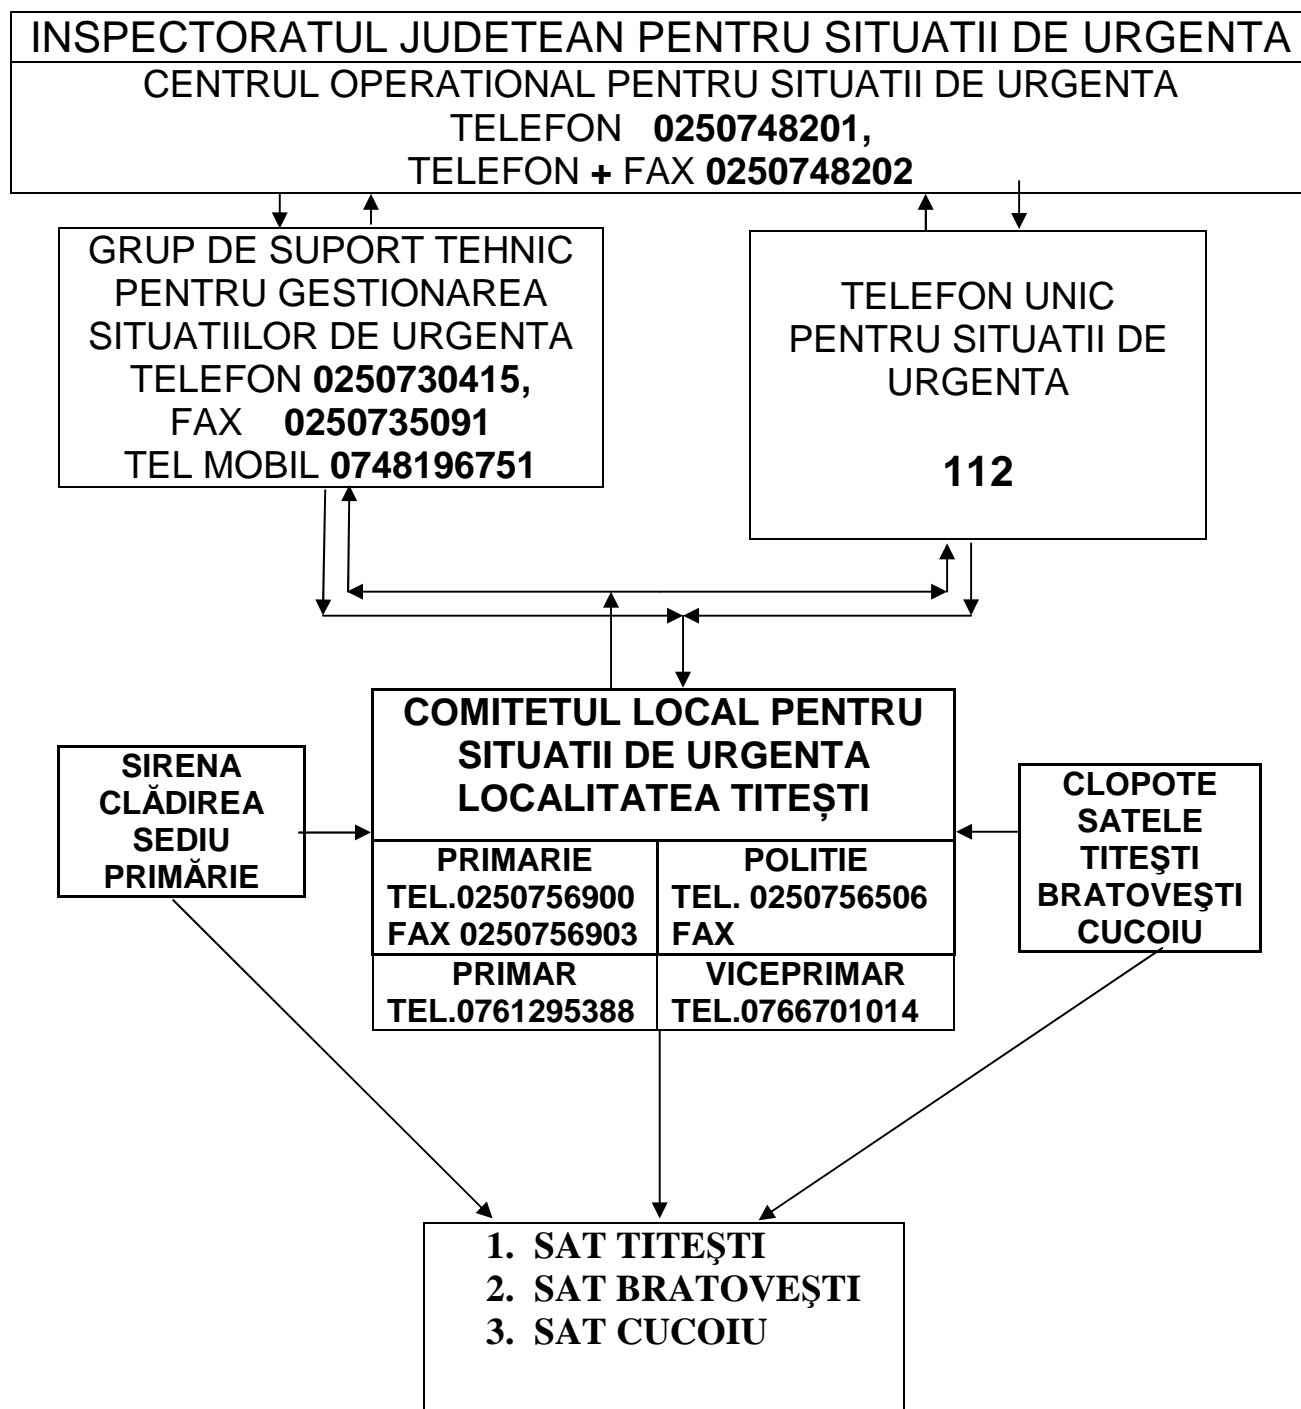 INSPECTORATUL JUDETEAN PENTRU SITUATII DE URGENTA
CENTRUL OPERATIONAL PENTRU SITUATII DE URGENTA
TELEFON 0250748201,
TELEFON + FAX 0250748202
GRUP DE SUPORT TEHNIC
PENTRU GESTIONAREA
SITUATIILOR DE URGENTA
TELEFON 0250730415,
FAX 0250735091
TEL MOBIL 0748196751
TELEFON UNIC
PENTRU SITUATII DE
URGENTA
112
COMITETUL LOCAL PENTRU
SITUATII DE URGENTA
LOCALITATEA TITEȘTI
SIRENA
CLĂDIREA
SEDIU
PRIMĂRIE
PRIMARIE
TEL.0250756900
FAX 0250756903
POLITIE
TEL. 0250756506
FAX
PRIMAR
TEL.0761295388
VICEPRIMAR
TEL.0766701014
CLOPOTE
SATELE
TITEŞTI
BRATOVEŞTI
CUCOIU
1. SAT TITEŞTI
2. SAT BRATOVEŞTI
3. SAT CUCOIU